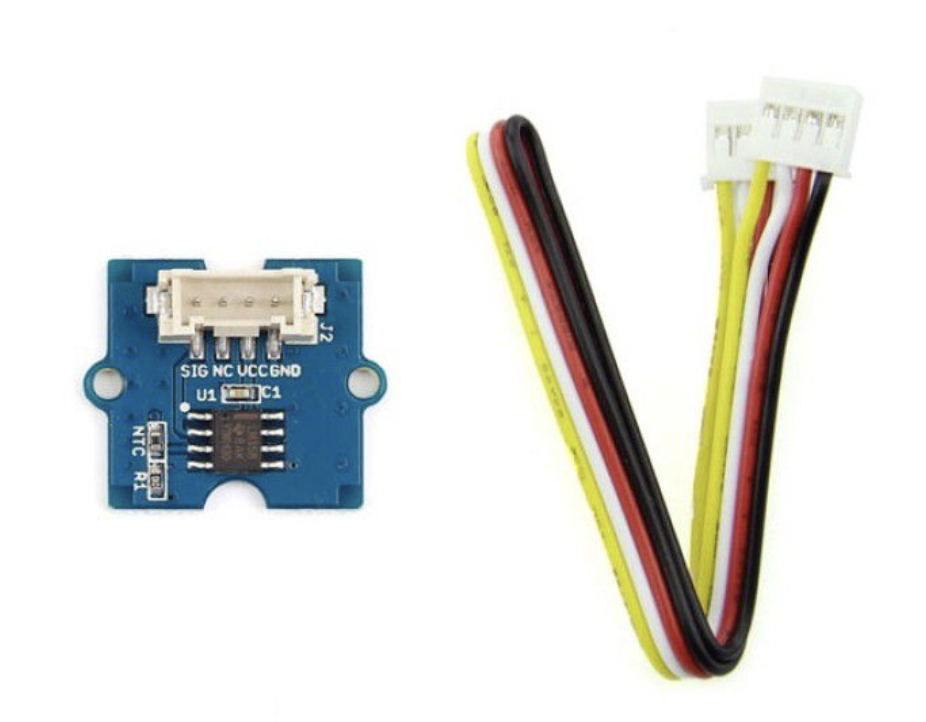 J2
SIG NC VCC GND
U1 C1
NTC
R1